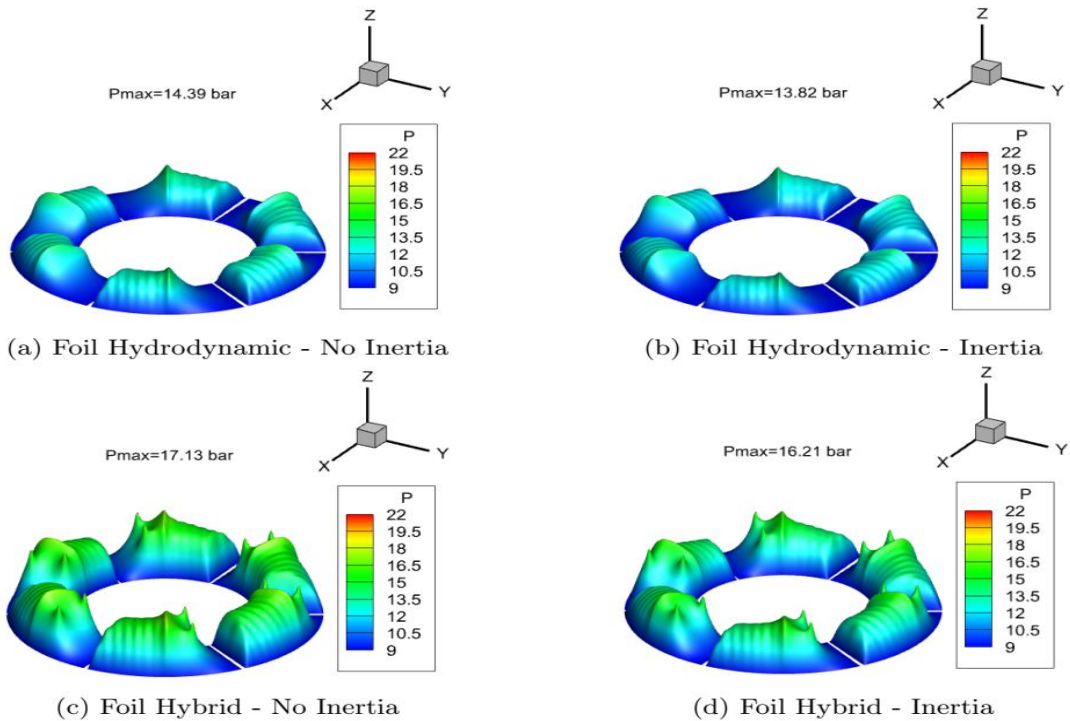 Z
X
Y
Pmax=14.39 bar
P
22
19.5
18
16.5
15
13.5
12
10.5
9
(a) Foil Hydrodynamic - No Inertia
Z
X
Y
Pmax=13.82 bar
P
22
19.5
18
16.5
15
13.5
12
10.5
9
(b) Foil Hydrodynamic - Inertia
Z
X
Y
Pmax=17.13 bar
P
22
19.5
18
16.5
15
13.5
12
10.5
9
(c) Foil Hybrid - No Inertia
Z
X
Y
Pmax=16.21 bar
P
22
19.5
18
16.5
15
13.5
12
10.5
9
(d) Foil Hybrid - Inertia